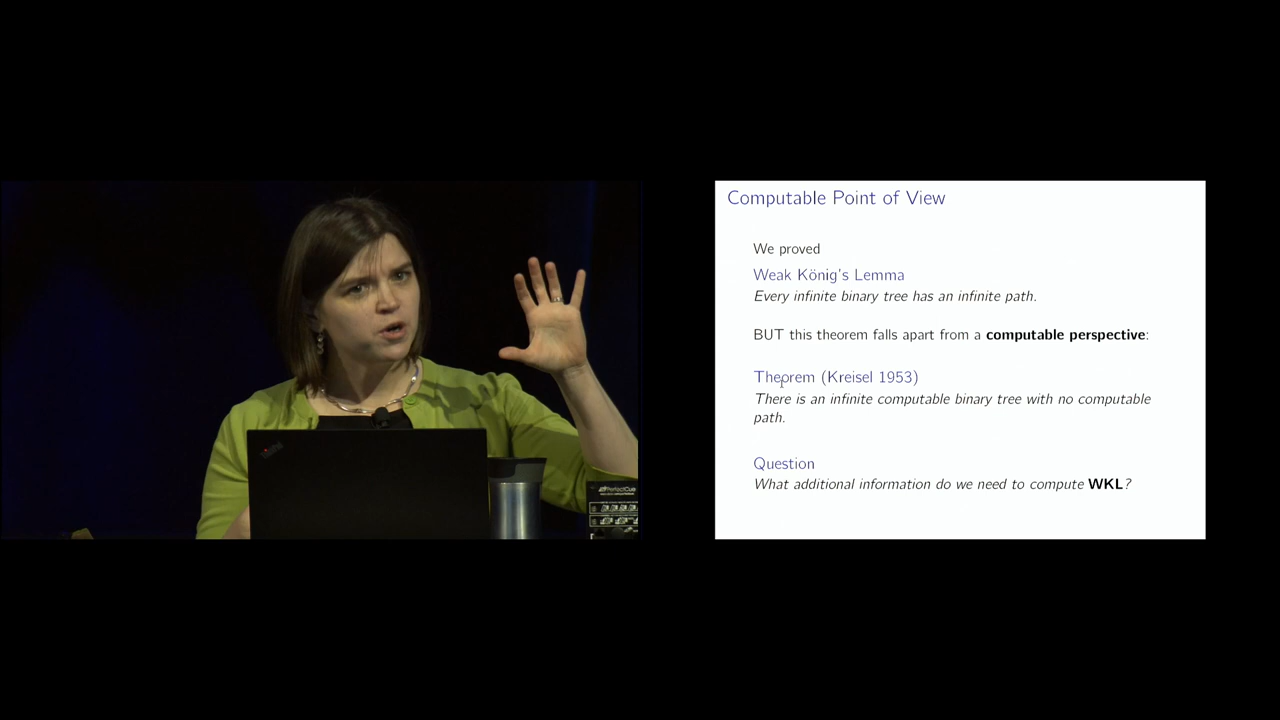 Computable Point of View
We proved
Weak König's Lemma
Every infinite binary tree has an infinite path.
BUT this theorem falls apart from a computable perspective:
Theorem (Kreisel 1953)
There is an infinite computable binary tree with no computable
path.
Question
What additional information do we need to compute WKL?
ThinkPad
PerfectCue